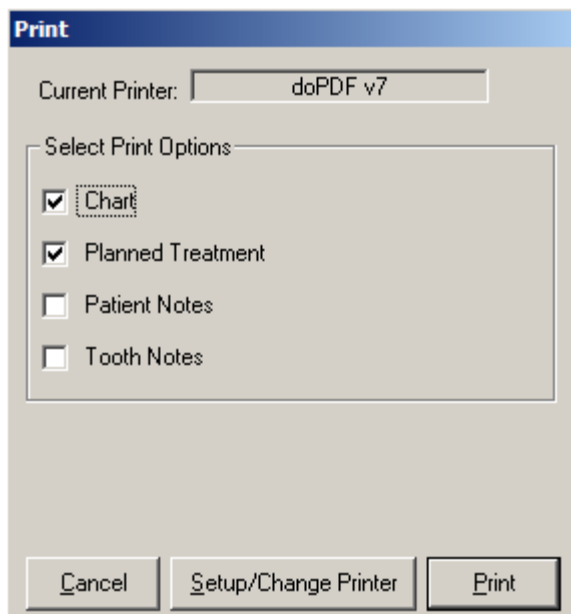 Print
Current Printer: doPDF v7
Select Print Options
Chart
Planned Treatment
Patient Notes
Tooth Notes
Cancel Setup/Change Printer Print